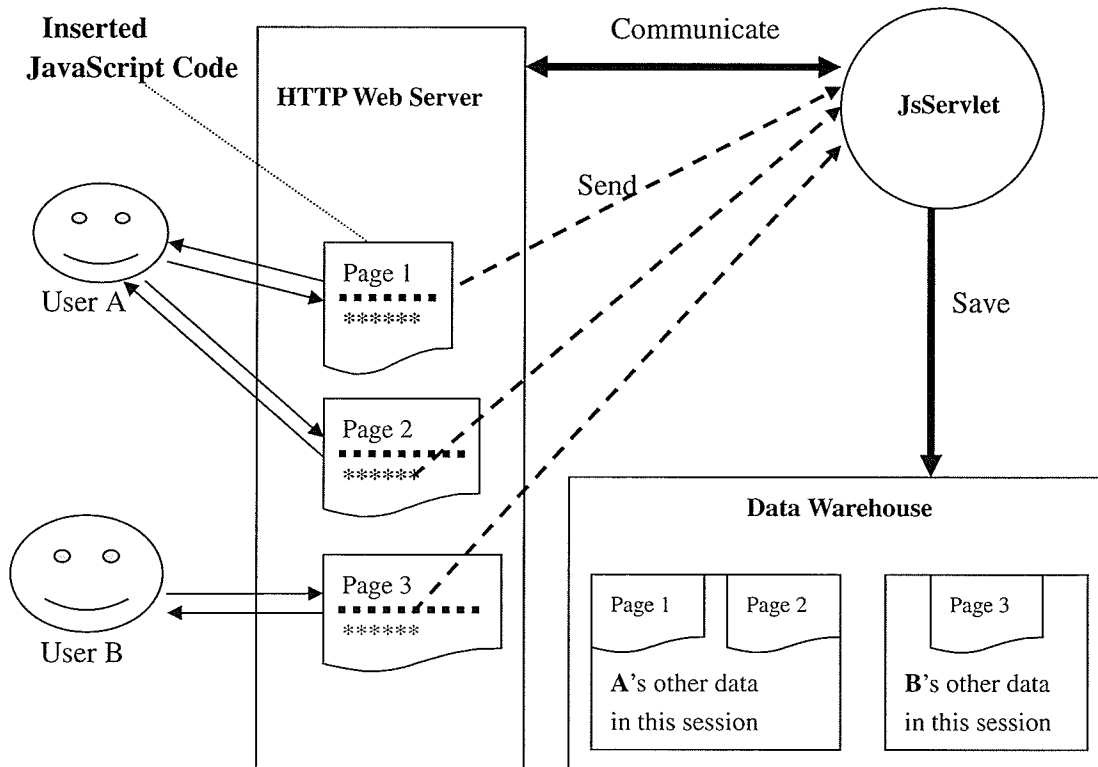 Inserted
JavaScript Code
HTTP Web Server
Communicate
JsServlet
Send
Save
User A
Page 1
******
Page 2
******
User B
Page 3
******
Data Warehouse
Page 1
Page 2
A's other data
in this session
Page 3
B's other data
in this session